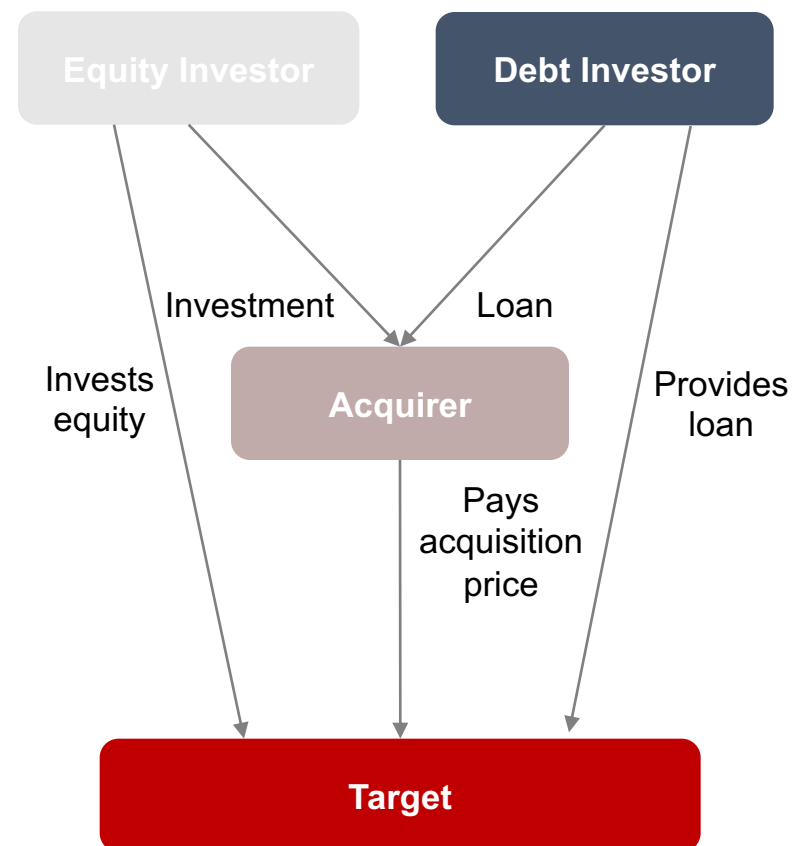 Equity Investor
Debt Investor
Investment
Loan
Invests
equity
Provides
loan
Acquirer
Pays
acquisition
price
Target